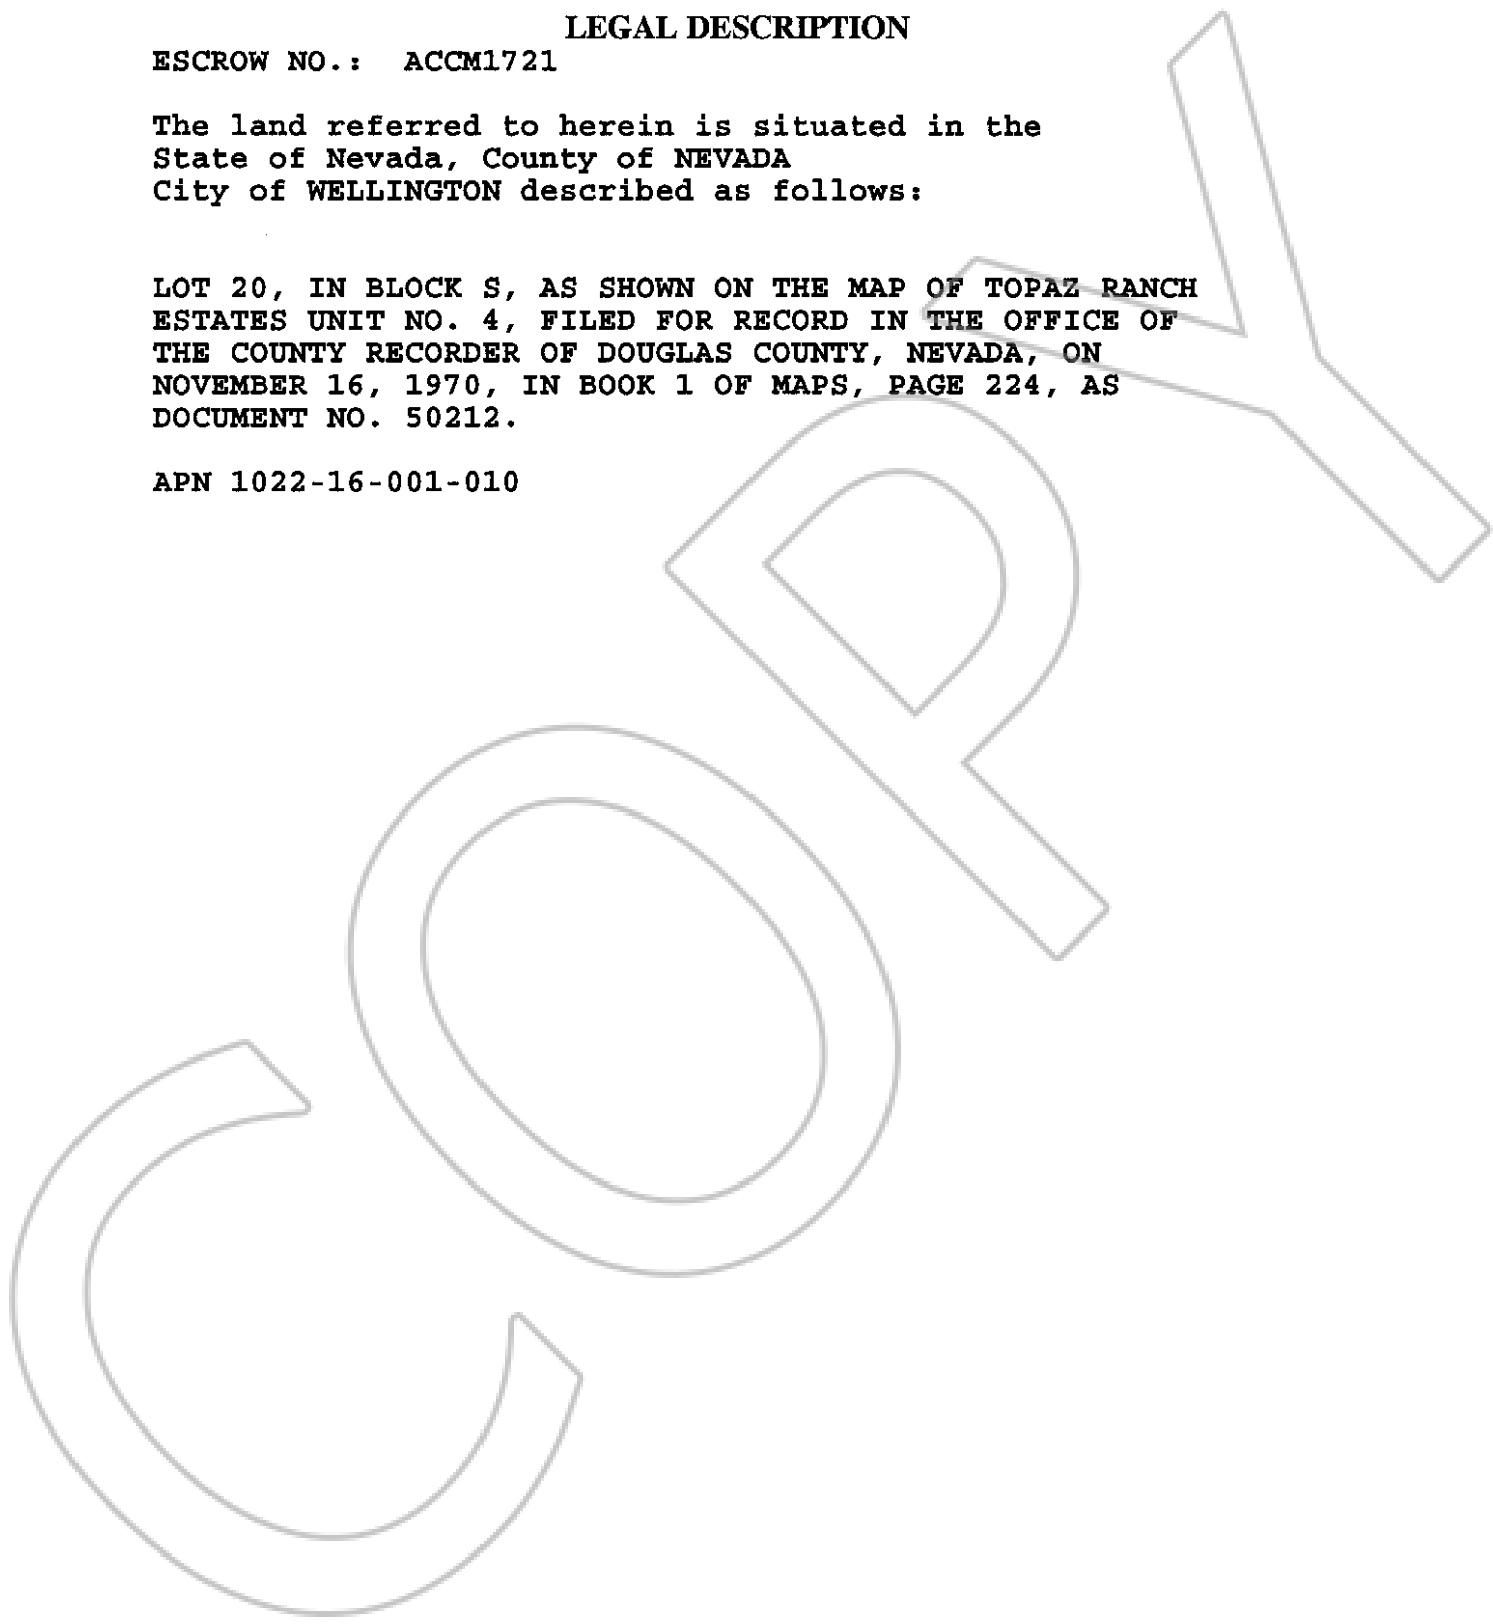 LEGAL DESCRIPTION
ESCROW NO.: ACCM1721
The land referred to herein is situated in the
State of Nevada, County of NEVADA
City of WELLINGTON described as follows:
LOT 20, IN BLOCK S, AS SHOWN ON THE MAP OF TOPAZ RANCH
ESTATES UNIT NO. 4, FILED FOR RECORD IN THE OFFICE OF
THE COUNTY RECORDER OF DOUGLAS COUNTY, NEVADA, ON
NOVEMBER 16, 1970, IN BOOK 1 OF MAPS, PAGE 224, AS
DOCUMENT NO. 50212.
APN 1022-16-001-010
COPY